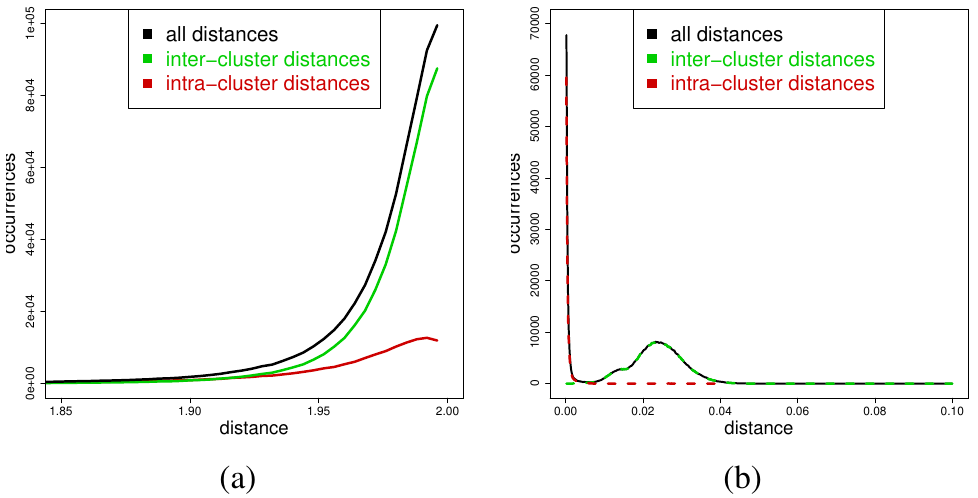 all distances
inter−cluster distances
intra−cluster distances
occurrences
0e+00
2e+04
4e+04
6e+04
8e+04
1e+05
1.85 1.90 1.95 2.00
distance
(a)
all distances
inter−cluster distances
intra−cluster distances
occurrences
0
10000
20000
30000
40000
50000
60000
70000
0.00 0.02 0.04 0.06 0.08 0.10
distance
(b)